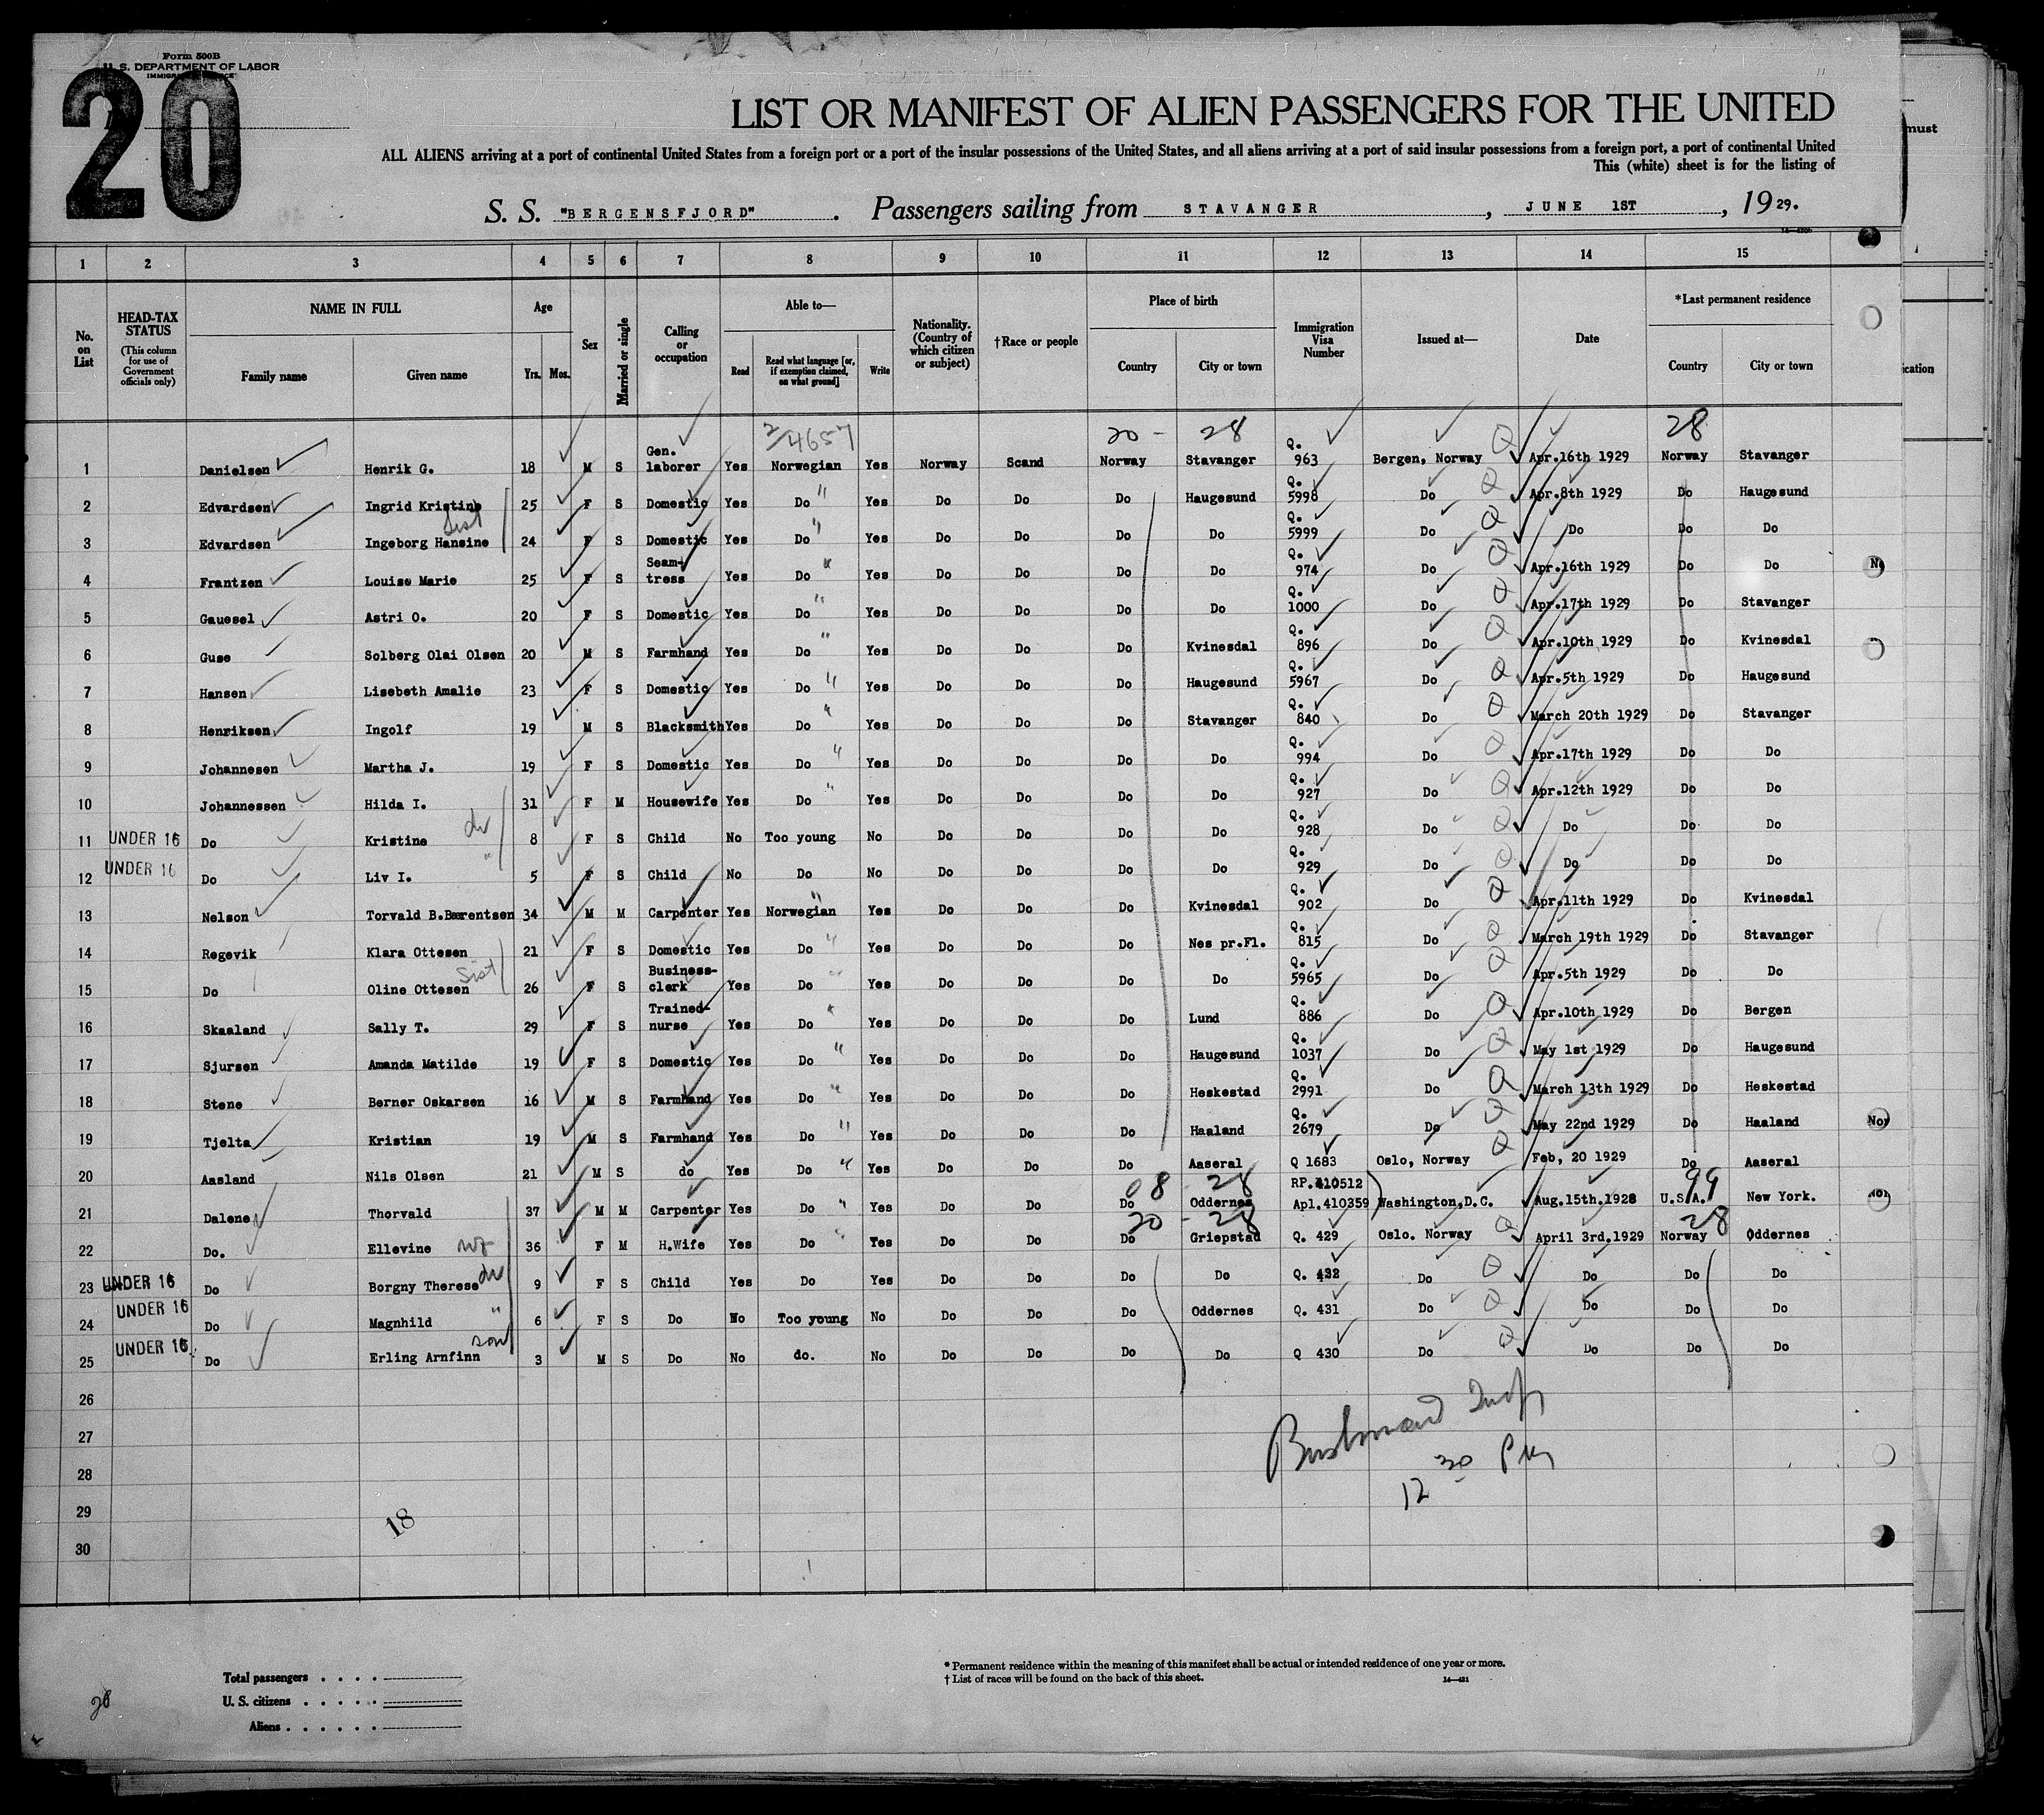 Form 500B
U. S. DEPARTMENT OF LABOR
20
LIST OR MANIFEST OF ALIEN PASSENGERS FOR THE UNITED
ALL ALIENS arriving at a port of continental United States from a foreign port or a port of the insular possessions of the United States, and all aliens arriving at a port of said insular possessions from a foreign port, a port of continental United
This (white) sheet is for the listing of
must
S. S. "BERGENSFJORD" . Passengers sailing from STAVANGER , JUNE 1ST , 1929.
1 2 3 4 5 6 7 8 9 10 11 12 13 14 15
No. on List
HEAD-TAX STATUS
(This column for use of Government officials only)
NAME IN FULL
Family name Given name
Age
Yrs. Mos.
Sex
Married or single
Calling or occupation
Able to—
Read
Read what language [or, if exemption claimed, on what ground]
Write
Nationality. (Country of which citizen or subject)
†Race or people
Place of birth
Country City or town
Immigration Visa Number
Issued at—
Date
*Last permanent residence
Country City or town
ication
2/4657 20 - 28 28
1 Danielsen Henrik G. 18 M S Gen. laborer Yes Norwegian Yes Norway Scand Norway Stavanger Q. 963 Bergen, Norway Q Apr.16th 1929 Norway Stavanger
2 Edvardsen Ingrid Kristine 25 F S Domestic Yes Do " Yes Do Do Do Haugesund Q. 5998 Do Q Apr.8th 1929 Do Haugesund
3 Edvardsen Ingeborg Hansine sist 24 F S Domestic Yes Do " Yes Do Do Do Do Q. 5999 Do Q Do Do Do
4 Frantzen Louise Marie 25 F S Seam-tress Yes Do " Yes Do Do Do Do Q. 974 Do Q Apr.16th 1929 Do Do
5 Gausel Astri O. 20 F S Domestic Yes Do " Yes Do Do Do Do Q. 1000 Do Q Apr.17th 1929 Do Stavanger
6 Guse Solberg Olai Olsen 20 M S Farmhand Yes Do " Yes Do Do Do Kvinesdal Q. 896 Do Q Apr.10th 1929 Do Kvinesdal
7 Hansen Lisebeth Amalie 23 F S Domestic Yes Do " Yes Do Do Do Haugesund Q. 5967 Do Q Apr.5th 1929 Do Haugesund
8 Henriksen Ingolf 19 M S Blacksmith Yes Do " Yes Do Do Do Stavanger Q. 840 Do Q March 20th 1929 Do Stavanger
9 Johannesen Martha J. 19 F S Domestic Yes Do " Yes Do Do Do Do Q. 994 Do Q Apr.17th 1929 Do Do
10 Johannessen Hilda I. 31 F M Housewife Yes Do " Yes Do Do Do Do Q. 927 Do Q Apr.12th 1929 Do Do
11 UNDER 16 Do Kristine dr 8 F S Child No Too young No Do Do Do Do Q. 928 Do Q Do Do Do
12 UNDER 16 Do Liv I. " 5 F S Child No Do No Do Do Do Do Q. 929 Do Q Do Do Do
13 Nelson Torvald B.Bærentsen 34 M M Carpenter Yes Norwegian " Yes Do Do Do Kvinesdal Q. 902 Do Q Apr.11th 1929 Do Kvinesdal
14 Regevik Klara Ottesen 21 F S Domestic Yes Do " Yes Do Do Do Nes pr.Fl. Q. 815 Do Q March 19th 1929 Do Stavanger
15 Do Oline Ottesen sist 26 F S Business-clerk Yes Do " Yes Do Do Do Do Q. 5965 Do Q Apr.5th 1929 Do Do
16 Skaaland Sally T. 29 F S Trained-nurse Yes Do " Yes Do Do Do Lund Q. 886 Do Q Apr.10th 1929 Do Bergen
17 Sjursen Amanda Matilde 19 F S Domestic Yes Do " Yes Do Do Do Haugesund Q. 1037 Do Q May 1st 1929 Do Haugesund
18 Stene Berner Oskarsen 16 M S Farmhand Yes Do " Yes Do Do Do Heskestad Q. 2991 Do Q March 13th 1929 Do Heskestad
19 Tjelta Kristian 19 M S Farmhand Yes Do " Yes Do Do Do Haaland Q. 2679 Do Q May 22nd 1929 Do Haaland
20 Aasland Nils Olsen 21 M S do Yes Do " Yes Do Do Do Aaseral Q 1683 Oslo, Norway Q Feb, 20 1929 Do Aaseral
08 - 28 99
21 Dalene Thorvald 37 M M Carpenter Yes Do " Yes Do Do Do Oddernes RP.410512 Apl.410359 Washington,D.C. Aug.15th.1928 U.S.A. New York.
20 - 28 28
22 Do. Ellevine wf 36 F M H.Wife Yes Do " Yes Do Do Do Griepstad Q. 429 Oslo. Norway Q April 3rd.1929 Norway Oddernes
23 UNDER 16 Do Borgny Therese dr 9 F S Child Yes Do Yes Do Do Do Do Q. 432 Do Q Do Do Do
24 UNDER 16 Do Magnhild " 6 F S Do No Too young No Do Do Do Oddernes Q. 431 Do Q Do Do Do
25 UNDER 16 Do Erling Arnfinn son 3 M S Do No do. No Do Do Do Do Q 430 Do Q Do Do Do
26
27
28
29
30
12 30 Pm
18
Total passengers
U. S. citizens
Aliens
* Permanent residence within the meaning of this manifest shall be actual or intended residence of one year or more.
† List of races will be found on the back of this sheet.